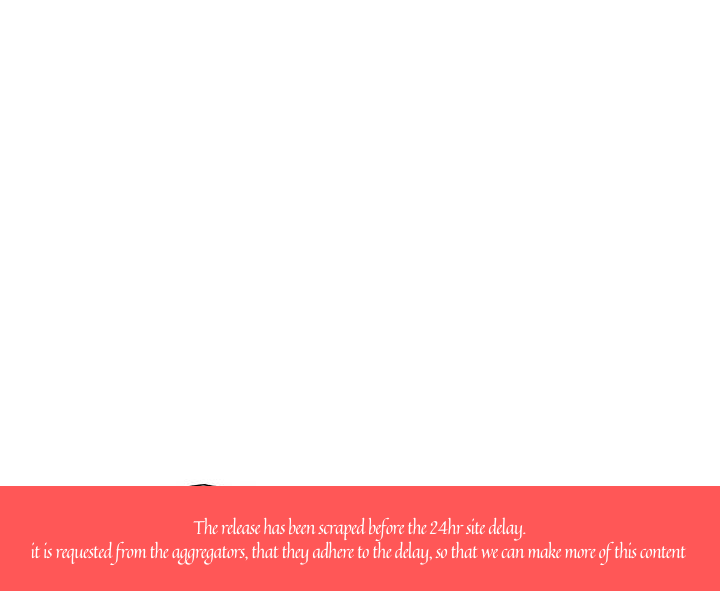 The release has been scraped before the 24hr site delay.
it is requested from the aggregators, that they adhere to the delay, so that we can make more of this content